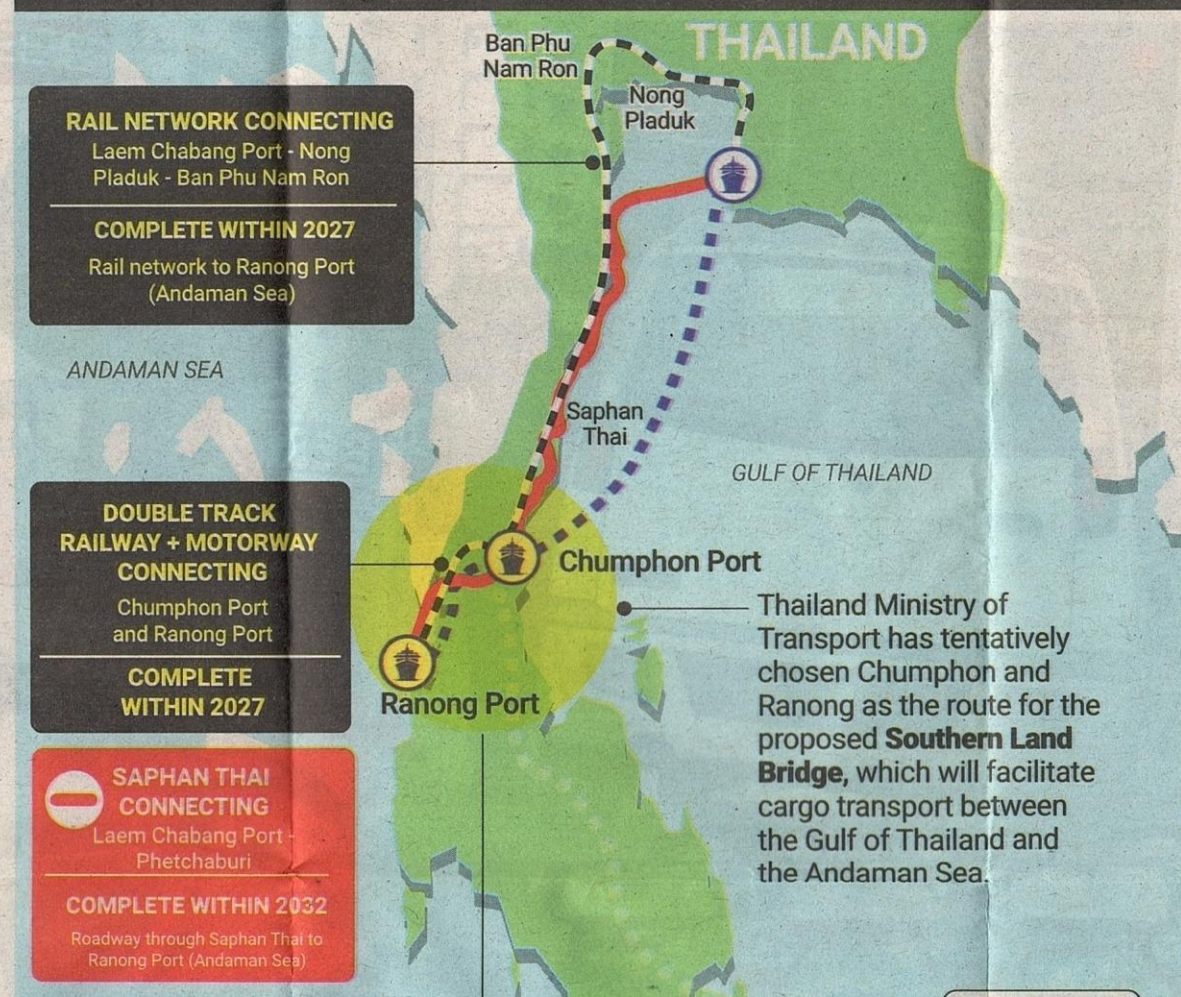 THAILAND
Ban Phu
Nam Ron
Nong
Pladuk
RAIL NETWORK CONNECTING
Laem Chabang Port - Nong
Pladuk - Ban Phu Nam Ron
COMPLETE WITHIN 2027
Rail network to Ranong Port
(Andaman Sea)
ANDAMAN SEA
Saphan
Thai
GULF OF THAILAND
DOUBLE TRACK
RAILWAY + MOTORWAY
CONNECTING
Chumphon Port
and Ranong Port
COMPLETE
WITHIN 2027
Chumphon Port
Ranong Port
Thailand Ministry of
Transport has tentatively
chosen Chumphon and
Ranong as the route for the
proposed Southern Land
Bridge, which will facilitate
cargo transport between
the Gulf of Thailand and
the Andaman Sea.
SAPHAN THAI
CONNECTING
Laem Chabang Port -
Phetchaburi
COMPLETE WITHIN 2032
Roadway through Saphan Thai to
Ranong Port (Andaman Sea)